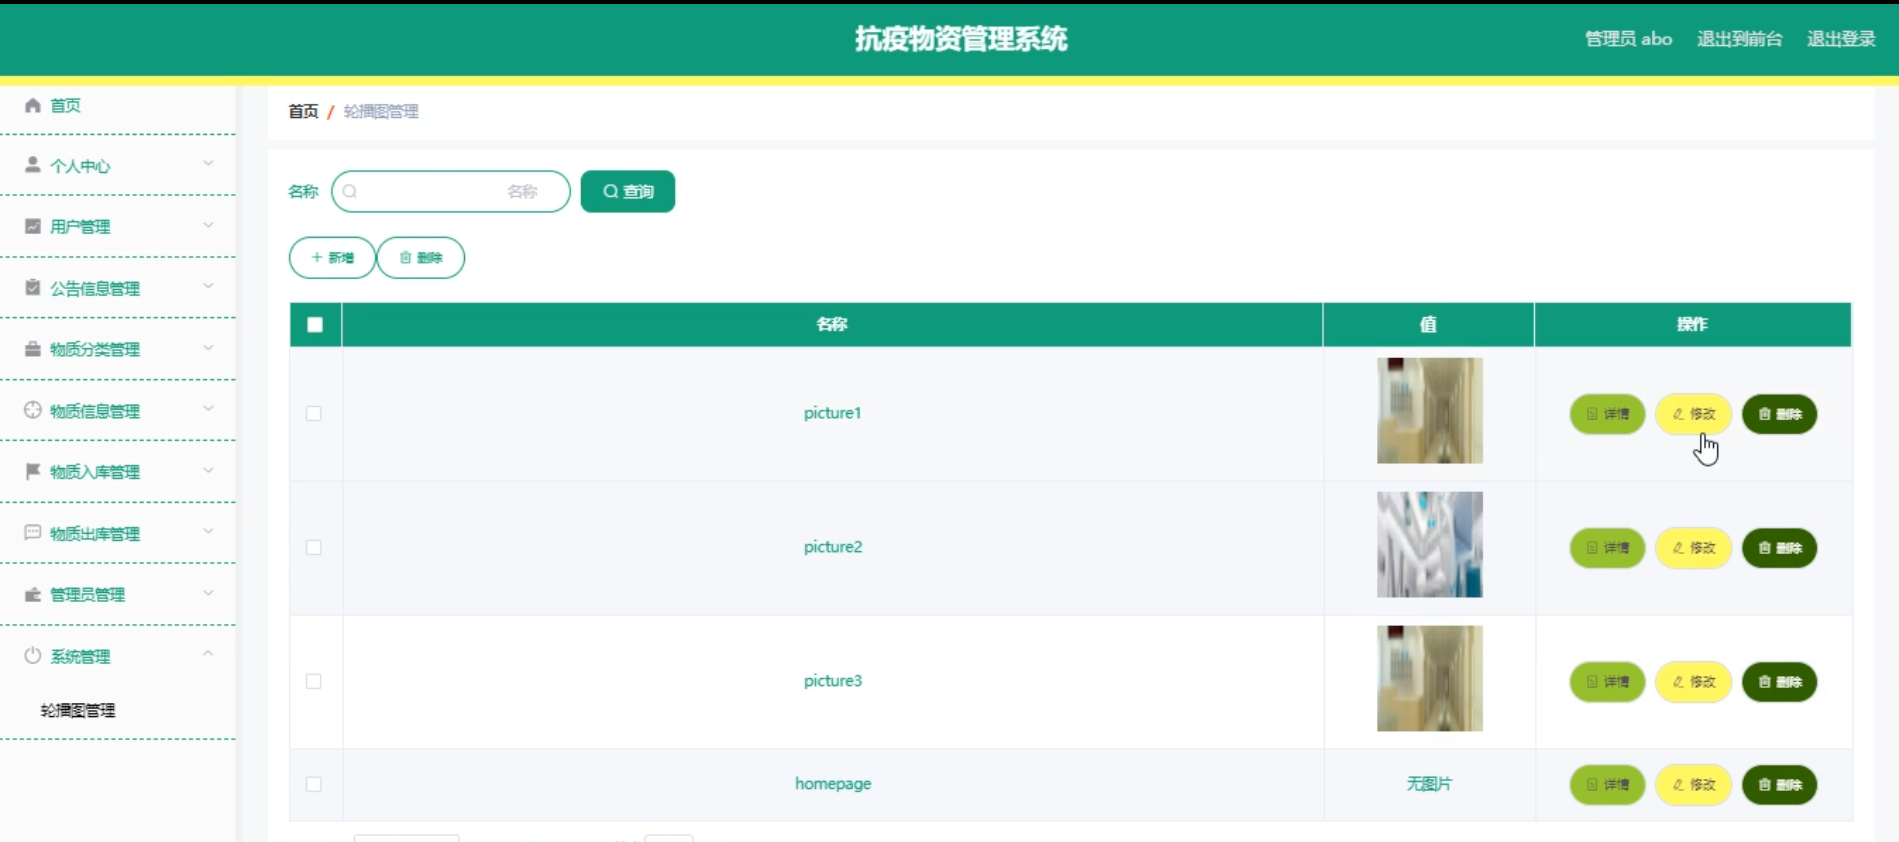 抗疫物资管理系统
管理员 abo 退出到前台 退出登录
首页
个人中心
用户管理
公告信息管理
物质分类管理
物质信息管理
物质入库管理
物质出库管理
管理员管理
系统管理
轮播图管理
首页 / 轮播图管理
名称 名称 查询
新增 删除
名称 值 操作
picture1 详情 修改 删除
picture2 详情 修改 删除
picture3 详情 修改 删除
homepage 无图片 详情 修改 删除